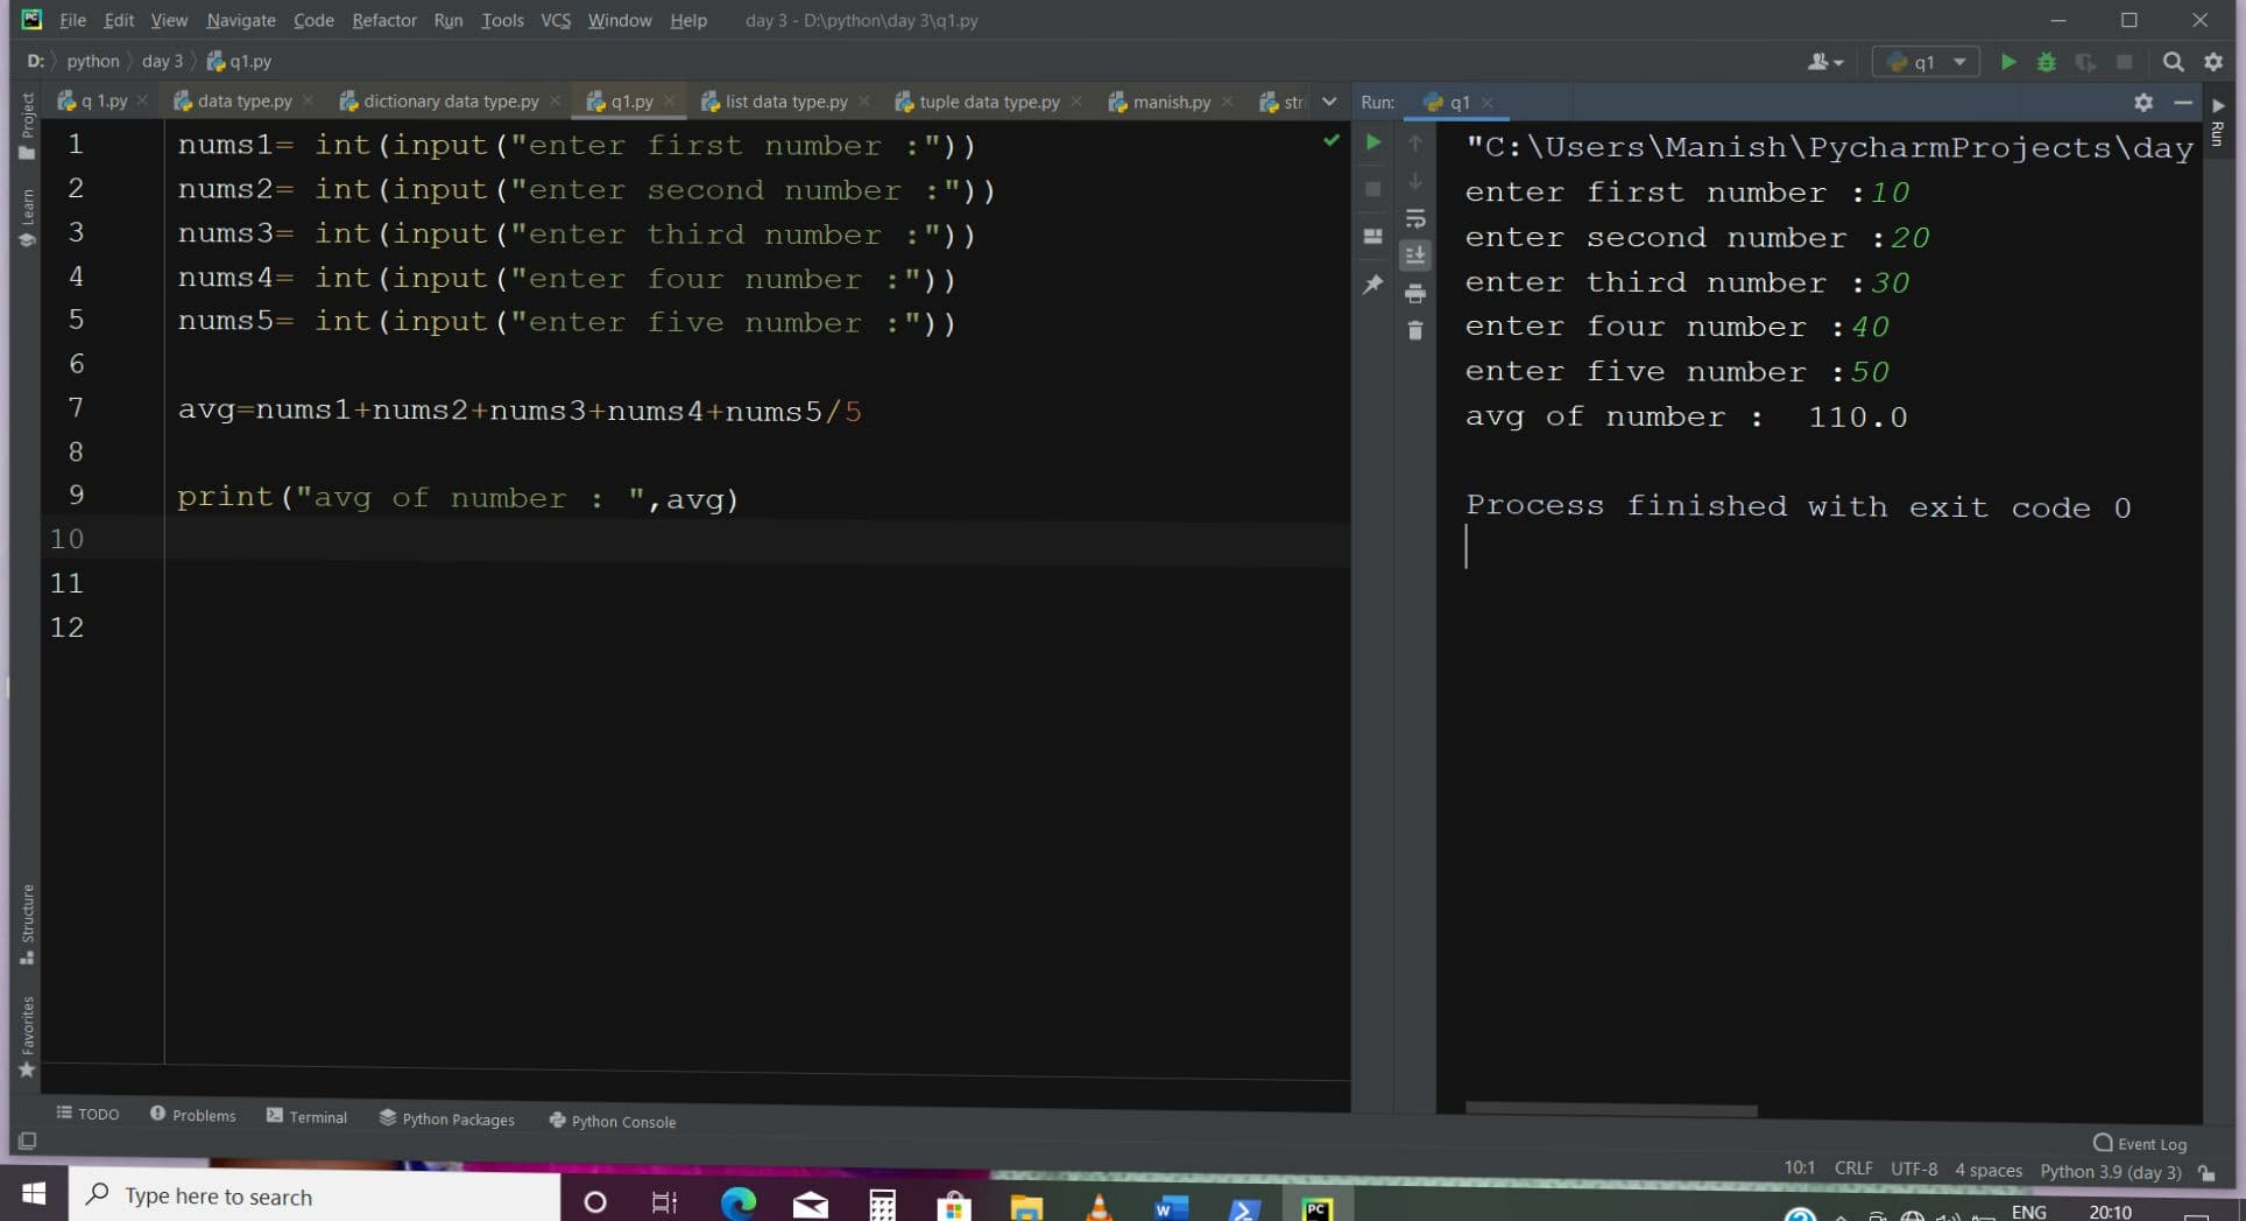 File Edit View Navigate Code Refactor Run Tools VCS Window Help day 3 - D:\python\day 3\q1.py
D: python day 3 q1.py
q1
Project
q 1.py data type.py dictionary data type.py q1.py list data type.py tuple data type.py manish.py
Run: q1
Run
Learn
1 nums1= int(input("enter first number :"))
2 nums2= int(input("enter second number :"))
3 nums3= int(input("enter third number :"))
4 nums4= int(input("enter four number :"))
5 nums5= int(input("enter five number :"))
6
7 avg=nums1+nums2+nums3+nums4+nums5/5
8
9 print("avg of number : ",avg)
10
11
12
"C:\Users\Manish\PycharmProjects\day
enter first number :10
enter second number :20
enter third number :30
enter four number :40
enter five number :50
avg of number :  110.0
Process finished with exit code 0
Structure
Favorites
TODO Problems Terminal Python Packages Python Console
Event Log
10:1 CRLF UTF-8 4 spaces Python 3.9 (day 3)
Type here to search
ENG 20:10